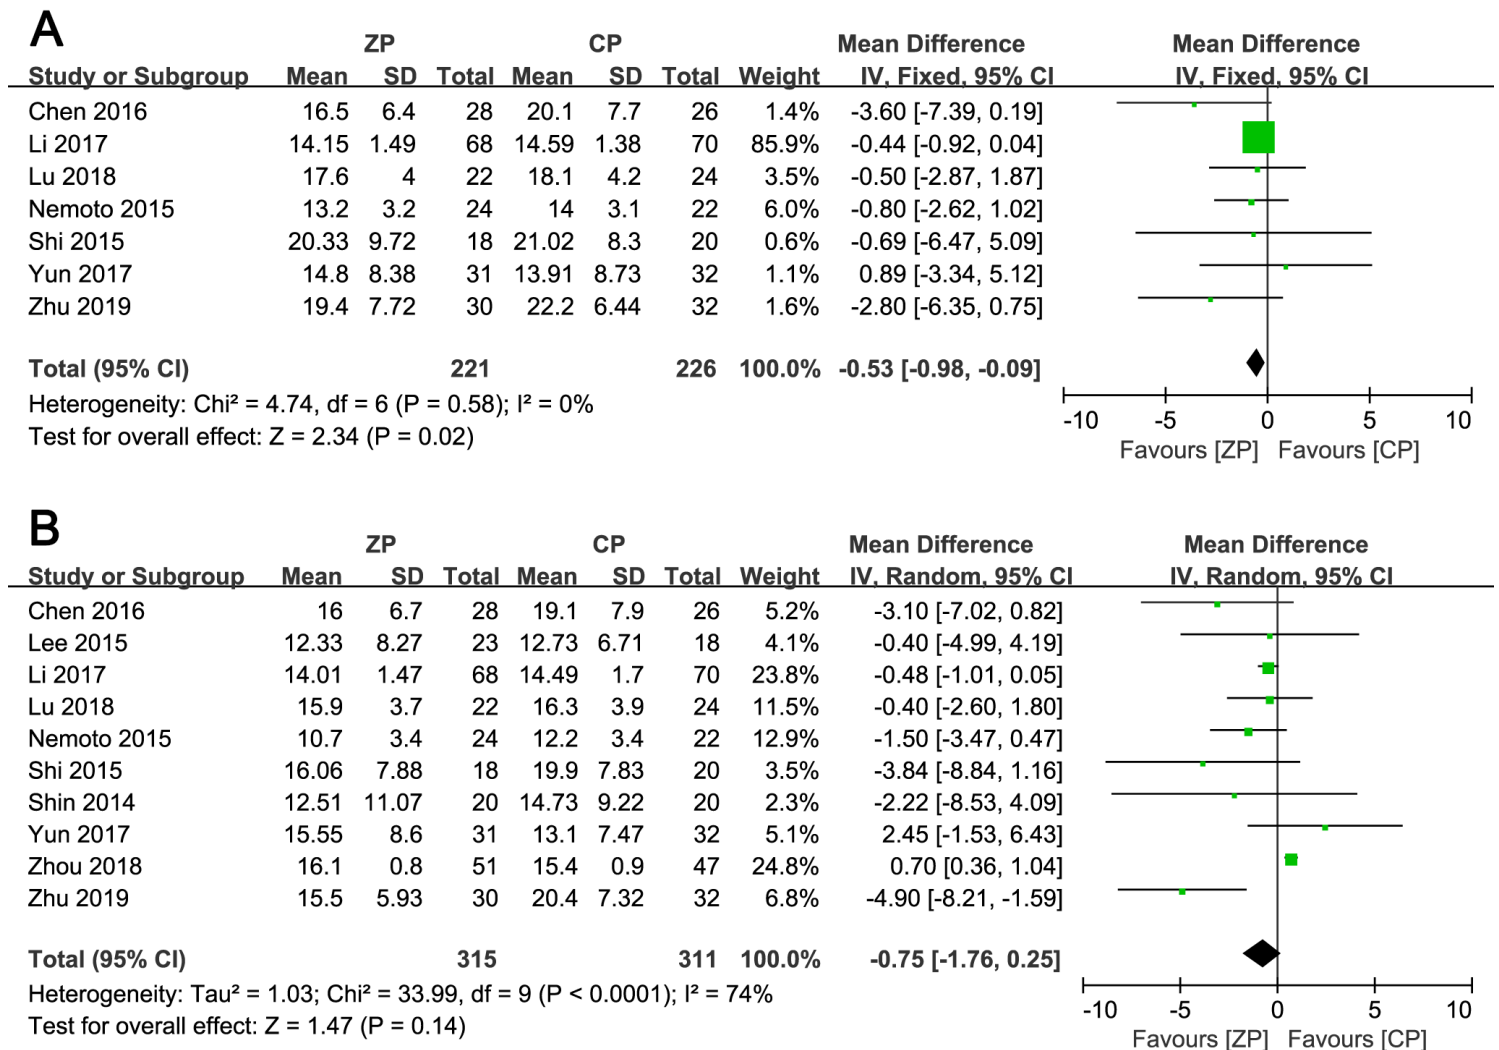 A
ZP CP Mean Difference Mean Difference
Study or Subgroup Mean SD Total Mean SD Total Weight IV, Fixed, 95% CI IV, Fixed, 95% CI
Chen 2016 16.5 6.4 28 20.1 7.7 26 1.4% -3.60 [-7.39, 0.19]
Li 2017 14.15 1.49 68 14.59 1.38 70 85.9% -0.44 [-0.92, 0.04]
Lu 2018 17.6 4 22 18.1 4.2 24 3.5% -0.50 [-2.87, 1.87]
Nemoto 2015 13.2 3.2 24 14 3.1 22 6.0% -0.80 [-2.62, 1.02]
Shi 2015 20.33 9.72 18 21.02 8.3 20 0.6% -0.69 [-6.47, 5.09]
Yun 2017 14.8 8.38 31 13.91 8.73 32 1.1% 0.89 [-3.34, 5.12]
Zhu 2019 19.4 7.72 30 22.2 6.44 32 1.6% -2.80 [-6.35, 0.75]
Total (95% CI) 221 226 100.0% -0.53 [-0.98, -0.09]
Heterogeneity: Chi² = 4.74, df = 6 (P = 0.58); I² = 0%
Test for overall effect: Z = 2.34 (P = 0.02)
-10 -5 0 5 10
Favours [ZP] Favours [CP]
B
ZP CP Mean Difference Mean Difference
Study or Subgroup Mean SD Total Mean SD Total Weight IV, Random, 95% CI IV, Random, 95% CI
Chen 2016 16 6.7 28 19.1 7.9 26 5.2% -3.10 [-7.02, 0.82]
Lee 2015 12.33 8.27 23 12.73 6.71 18 4.1% -0.40 [-4.99, 4.19]
Li 2017 14.01 1.47 68 14.49 1.7 70 23.8% -0.48 [-1.01, 0.05]
Lu 2018 15.9 3.7 22 16.3 3.9 24 11.5% -0.40 [-2.60, 1.80]
Nemoto 2015 10.7 3.4 24 12.2 3.4 22 12.9% -1.50 [-3.47, 0.47]
Shi 2015 16.06 7.88 18 19.9 7.83 20 3.5% -3.84 [-8.84, 1.16]
Shin 2014 12.51 11.07 20 14.73 9.22 20 2.3% -2.22 [-8.53, 4.09]
Yun 2017 15.55 8.6 31 13.1 7.47 32 5.1% 2.45 [-1.53, 6.43]
Zhou 2018 16.1 0.8 51 15.4 0.9 47 24.8% 0.70 [0.36, 1.04]
Zhu 2019 15.5 5.93 30 20.4 7.32 32 6.8% -4.90 [-8.21, -1.59]
Total (95% CI) 315 311 100.0% -0.75 [-1.76, 0.25]
Heterogeneity: Tau² = 1.03; Chi² = 33.99, df = 9 (P < 0.0001); I² = 74%
Test for overall effect: Z = 1.47 (P = 0.14)
-10 -5 0 5 10
Favours [ZP] Favours [CP]